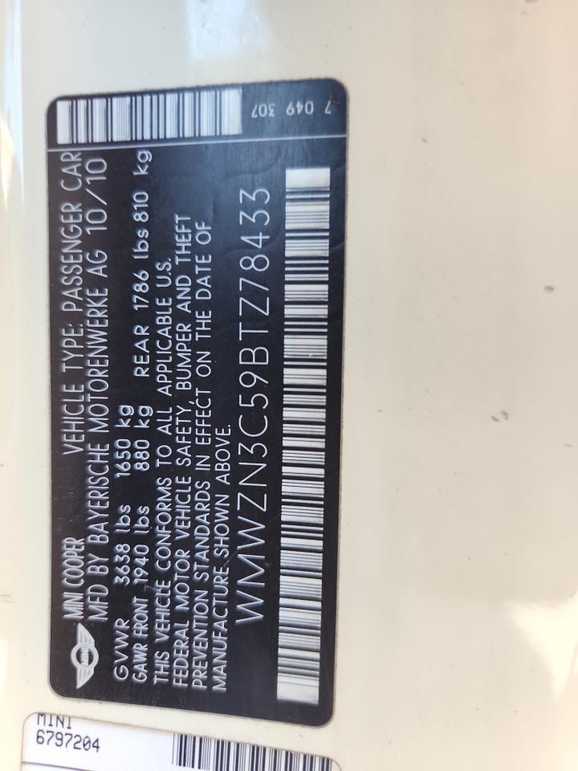 MINI COOPER VEHICLE TYPE: PASSENGER CAR
MFD BY BAYERISCHE MOTORENWERKE AG 10/10
GVWR 3638 lbs 1650 kg
GAWR FRONT 1940 lbs 880 kg REAR 1786 lbs 810 kg
THIS VEHICLE CONFORMS TO ALL APPLICABLE U.S.
FEDERAL MOTOR VEHICLE SAFETY, BUMPER AND THEFT
PREVENTION STANDARDS IN EFFECT ON THE DATE OF
MANUFACTURE SHOWN ABOVE.
WMWZN3C59BTZ78433
7 049 307
MINI
6797204